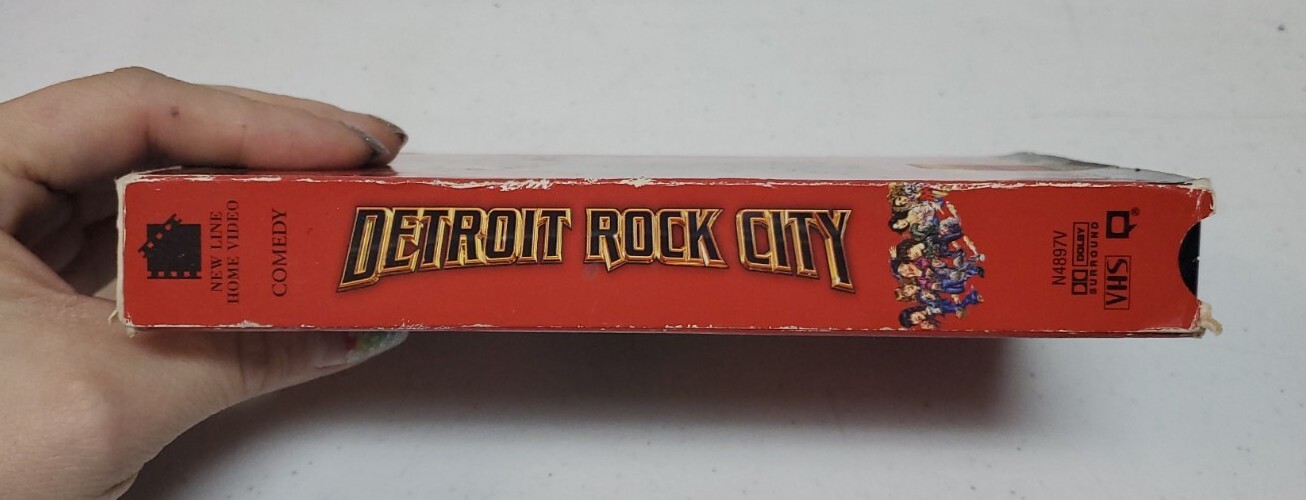 NEW LINE
HOME VIDEO
COMEDY
DETROIT ROCK CITY
N4897V
DOLBY
SURROUND
VHS
®